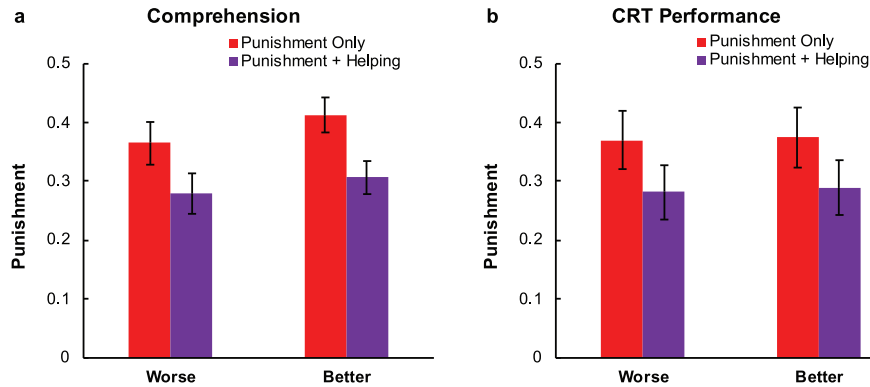 a
Comprehension
Punishment Only
Punishment + Helping
Punishment
0.5
0.4
0.3
0.2
0.1
0
Worse
Better
b
CRT Performance
Punishment Only
Punishment + Helping
Punishment
0.5
0.4
0.3
0.2
0.1
0
Worse
Better